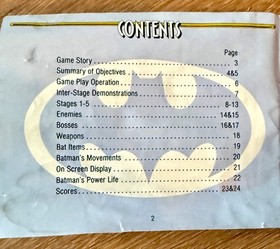 CONTENTS
Page
Game Story . . . . . . . . . . . . . . . . . . . . . . . . 3
Summary of Objectives . . . . . . . . . . . . . . 4&5
Game Play Operation . . . . . . . . . . . . . . . . 6
Inter-Stage Demonstrations . . . . . . . . . . . 7
Stages 1-5 . . . . . . . . . . . . . . . . . . . . . . . . 8-13
Enemies . . . . . . . . . . . . . . . . . . . . . . . . . . 14&15
Bosses . . . . . . . . . . . . . . . . . . . . . . . . . . . 16&17
Weapons . . . . . . . . . . . . . . . . . . . . . . . . . 18
Bat Items . . . . . . . . . . . . . . . . . . . . . . . . . 19
Batman's Movements . . . . . . . . . . . . . . . . 20
On Screen Display . . . . . . . . . . . . . . . . . . 21
Batman's Power Life . . . . . . . . . . . . . . . . 22
Scores . . . . . . . . . . . . . . . . . . . . . . . . . . . 23&24
2